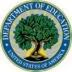 DEPARTMENT OF EDUCATION
UNITED STATES OF AMERICA